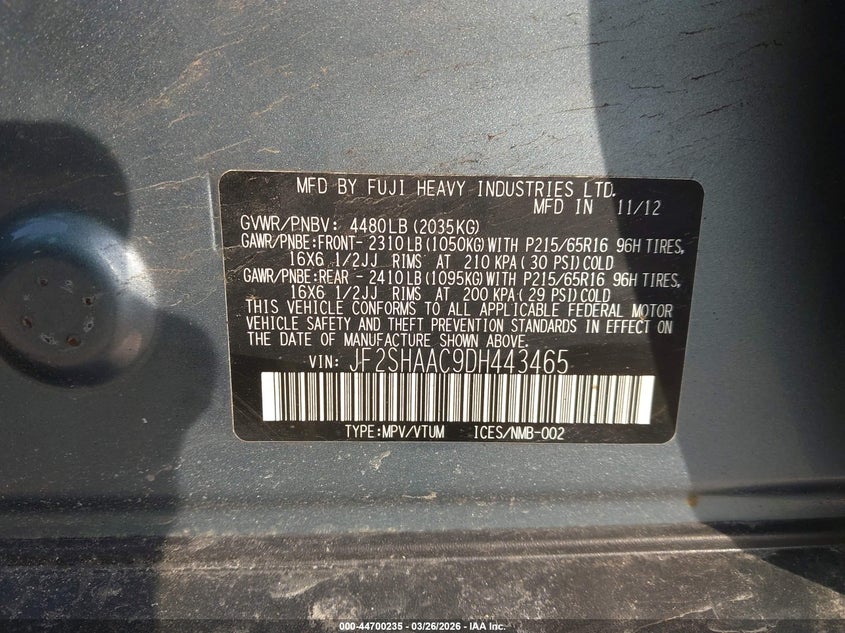 MFD BY FUJI HEAVY INDUSTRIES LTD.
MFD IN 11/12
GVWR/PNBV: 4480LB(2035KG)
GAWR/PNBE:FRONT- 2310LB(1050KG)WITH P215/65R16 96H TIRES,
16X6 1/2JJ RIMS AT 210 KPA( 30 PSI)COLD
GAWR/PNBE:REAR - 2410LB(1095KG)WITH P215/65R16 96H TIRES,
16X6 1/2JJ RIMS AT 200 KPA( 29 PSI)COLD
THIS VEHICLE CONFORMS TO ALL APPLICABLE FEDERAL MOTOR
VEHICLE SAFETY AND THEFT PREVENTION STANDARDS IN EFFECT ON
THE DATE OF MANUFACTURE SHOWN ABOVE.
VIN: JF2SHAAC9DH443465
TYPE:MPV/VTUM ICES/NMB-002
000-44700235 - 03/26/2026 - IAA Inc.